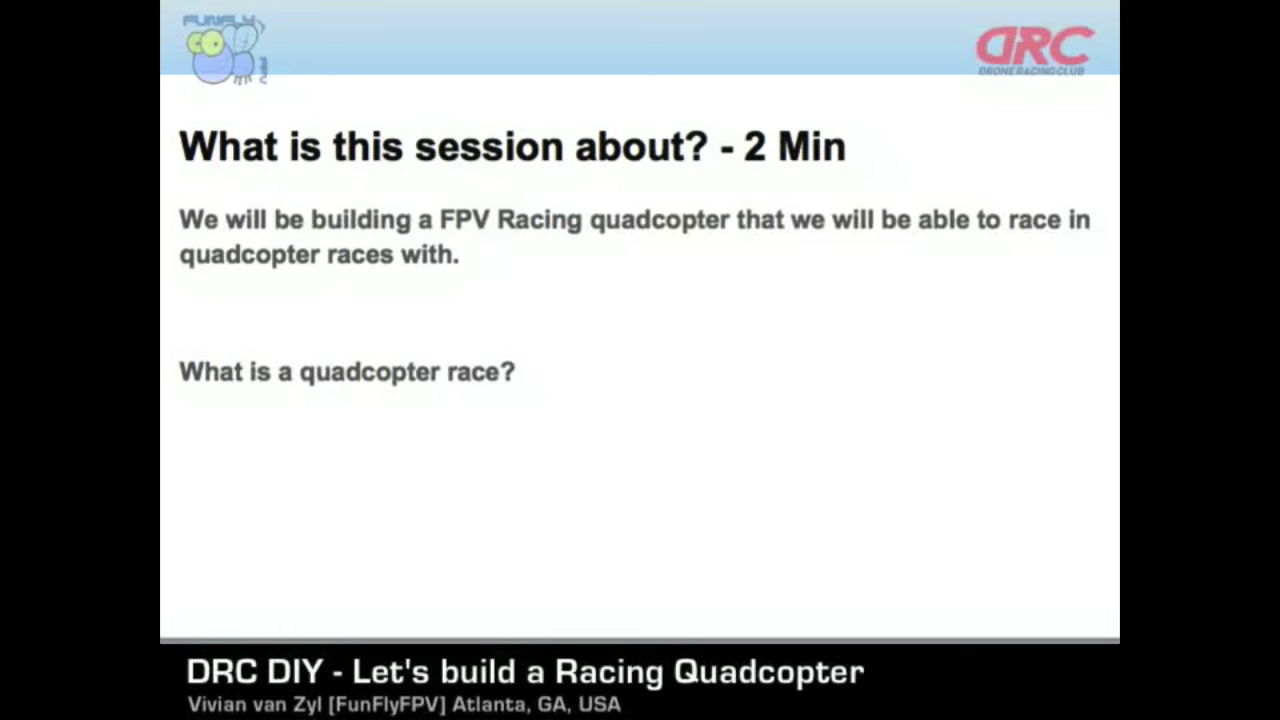 FUNFLY
DRC
DRONE RACING CLUB
What is this session about? - 2 Min
We will be building a FPV Racing quadcopter that we will be able to race in
quadcopter races with.
What is a quadcopter race?
DRC DIY - Let's build a Racing Quadcopter
Vivian van Zyl [FunFlyFPV] Atlanta, GA, USA